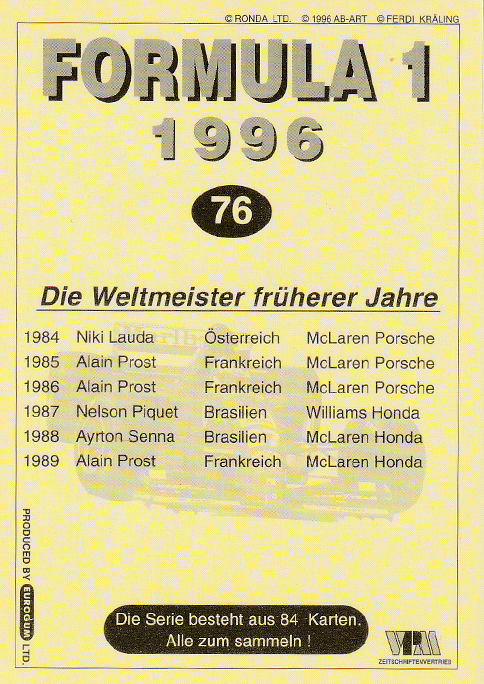 © RONDA LTD. © 1996 AB-ART © FERDI KRÄLING
FORMULA 1
1996
76
Die Weltmeister früherer Jahre
1984 Niki Lauda Österreich McLaren Porsche
1985 Alain Prost Frankreich McLaren Porsche
1986 Alain Prost Frankreich McLaren Porsche
1987 Nelson Piquet Brasilien Williams Honda
1988 Ayrton Senna Brasilien McLaren Honda
1989 Alain Prost Frankreich McLaren Honda
PRODUCED BY EUROGUM LTD.
Die Serie besteht aus 84 Karten.
Alle zum sammeln !
ZEITSCHRIFTENVERTRIEB